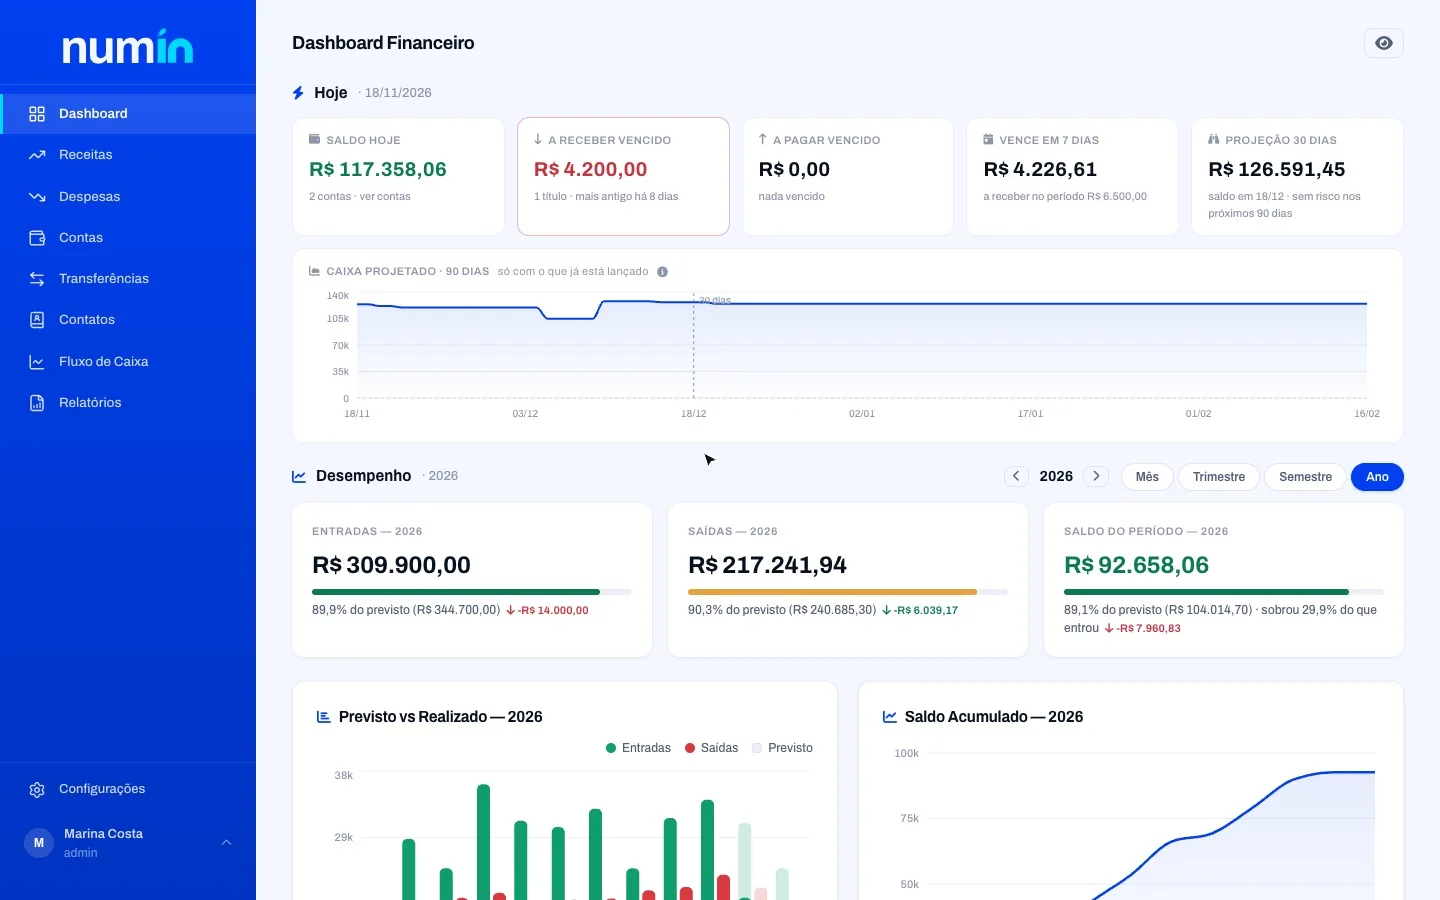 numin
Dashboard
Receitas
Despesas
Contas
Transferências
Contatos
Fluxo de Caixa
Relatórios
Configurações
M
Marina Costa
admin
Dashboard Financeiro
Hoje · 18/11/2026
SALDO HOJE
R$ 117.358,06
2 contas · ver contas
A RECEBER VENCIDO
R$ 4.200,00
1 título · mais antigo há 8 dias
A PAGAR VENCIDO
R$ 0,00
nada vencido
VENCE EM 7 DIAS
R$ 4.226,61
a receber no período R$ 6.500,00
PROJEÇÃO 30 DIAS
R$ 126.591,45
saldo em 18/12 · sem risco nos
próximos 90 dias
CAIXA PROJETADO · 90 DIAS só com o que já está lançado
140k
105k
70k
35k
0
30 dias
18/11 03/12 18/12 02/01 17/01 01/02 16/02
Desempenho · 2026
2026 Mês Trimestre Semestre Ano
ENTRADAS — 2026
R$ 309.900,00
89,9% do previsto (R$ 344.700,00) -R$ 14.000,00
SAÍDAS — 2026
R$ 217.241,94
90,3% do previsto (R$ 240.685,30) -R$ 6.039,17
SALDO DO PERÍODO — 2026
R$ 92.658,06
89,1% do previsto (R$ 104.014,70) · sobrou 29,9% do que
entrou -R$ 7.960,83
Previsto vs Realizado — 2026
Entradas Saídas Previsto
38k
29k
Saldo Acumulado — 2026
100k
75k
50k